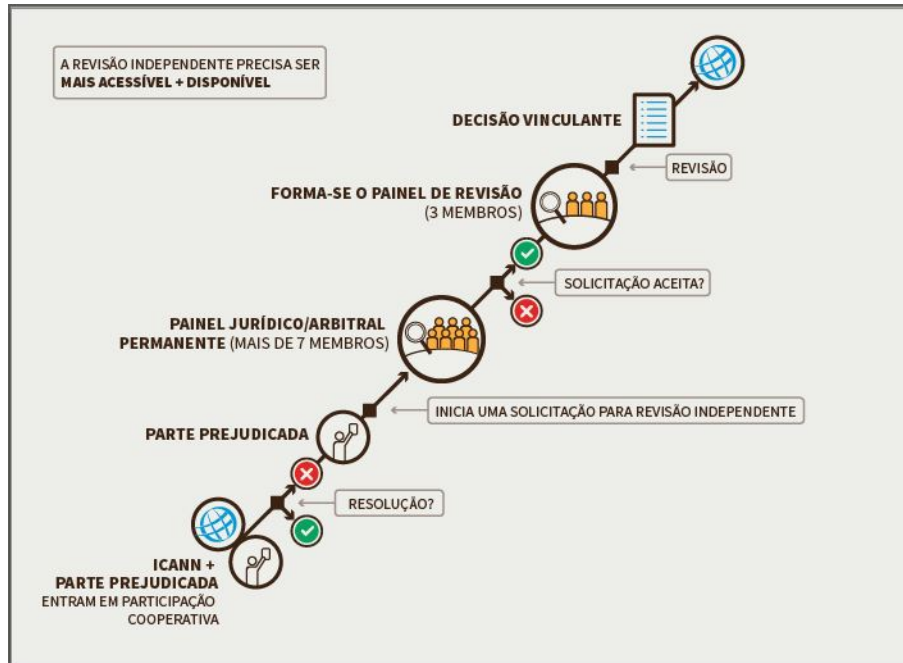 A REVISÃO INDEPENDENTE PRECISA SER
MAIS ACESSÍVEL + DISPONÍVEL
DECISÃO VINCULANTE
REVISÃO
FORMA-SE O PAINEL DE REVISÃO
(3 MEMBROS)
SOLICITAÇÃO ACEITA?
PAINEL JURÍDICO/ARBITRAL
PERMANENTE (MAIS DE 7 MEMBROS)
INICIA UMA SOLICITAÇÃO PARA REVISÃO INDEPENDENTE
PARTE PREJUDICADA
RESOLUÇÃO?
ICANN +
PARTE PREJUDICADA
ENTRAM EM PARTICIPAÇÃO
COOPERATIVA